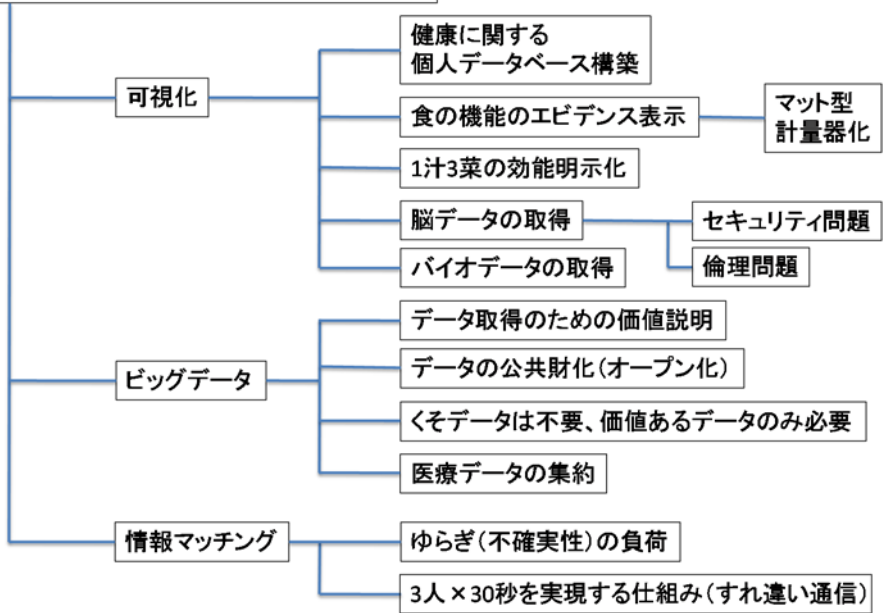 可視化
健康に関する
個人データベース構築
食の機能のエビデンス表示
マット型
計量器化
1汁3菜の効能明示化
脳データの取得
セキュリティ問題
倫理問題
バイオデータの取得
ビッグデータ
データ取得のための価値説明
データの公共財化（オープン化）
くそデータは不要、価値あるデータのみ必要
医療データの集約
情報マッチング
ゆらぎ（不確実性）の負荷
3人×30秒を実現する仕組み（すれ違い通信）